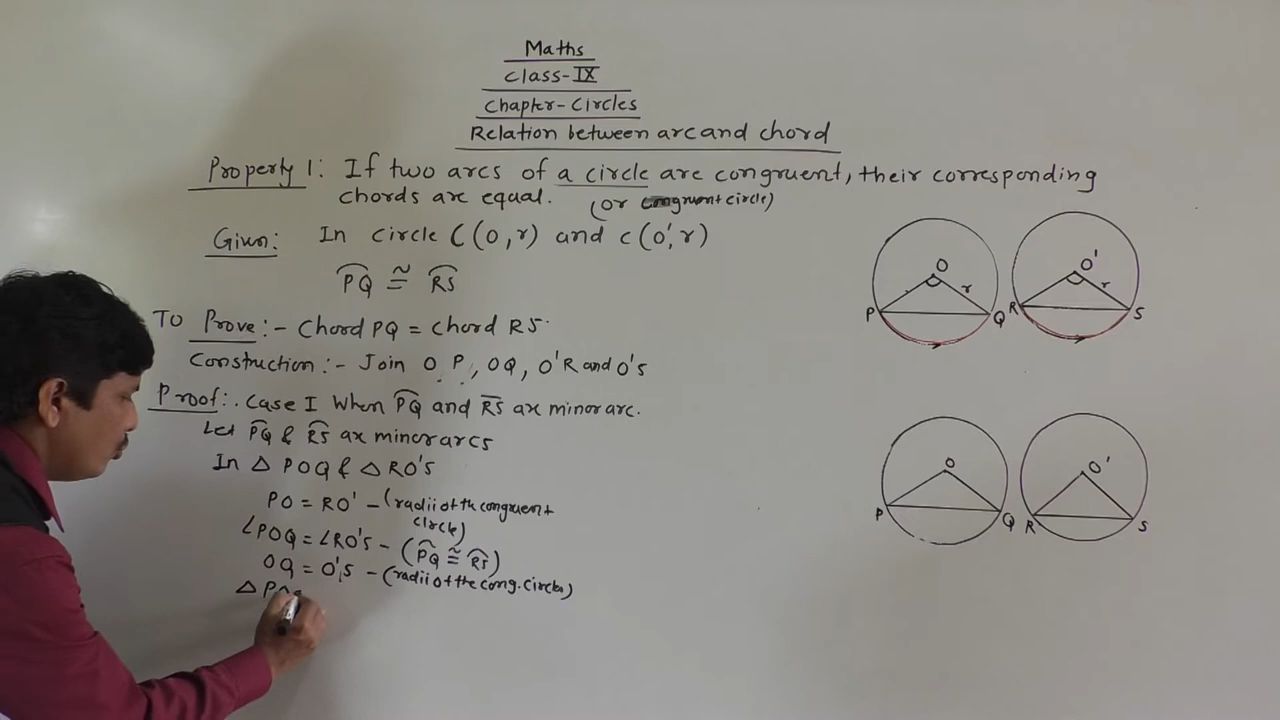 Maths
Class-IX
Chapter-Circles
Relation between arc and chord
Property 1: If two arcs of a circle are congruent, their corresponding
chords are equal. (or congruent circle)
Given: In circle C(O,r) and C(O',r)
PQ ≅ RS
To Prove:- Chord PQ = Chord RS.
Construction:- Join O P, OQ, O'R and O'S
Proof:. Case I When PQ and RS are minor arc.
Let PQ & RS are minor arcs
In △ POQ & △ RO'S
PO = RO' - (radii of the congruent
circle)
∠POQ = ∠RO'S - (PQ ≅ RS)
OQ = O'S - (radii of the cong. circles)
△ PO
O
r
P
Q
O'
r
R
S
O
P
Q
O'
R
S